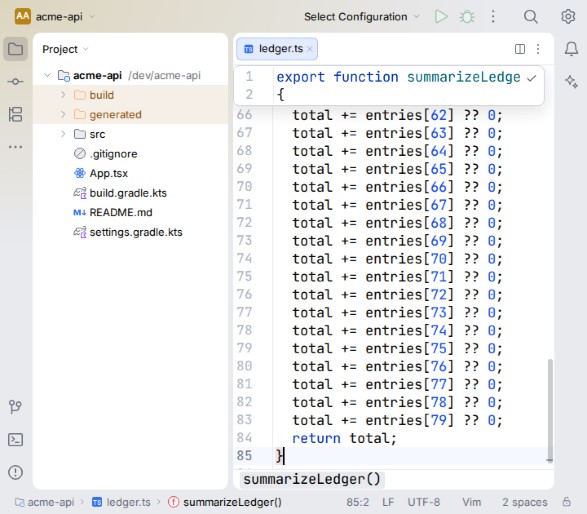 AA acme-api
Select Configuration
Project
ledger.ts
acme-api /dev/acme-api
build
generated
src
.gitignore
App.tsx
build.gradle.kts
README.md
settings.gradle.kts
1 export function summarizeLedge
2 {
66 total += entries[62] ?? 0;
67 total += entries[63] ?? 0;
68 total += entries[64] ?? 0;
69 total += entries[65] ?? 0;
70 total += entries[66] ?? 0;
71 total += entries[67] ?? 0;
72 total += entries[68] ?? 0;
73 total += entries[69] ?? 0;
74 total += entries[70] ?? 0;
75 total += entries[71] ?? 0;
76 total += entries[72] ?? 0;
77 total += entries[73] ?? 0;
78 total += entries[74] ?? 0;
79 total += entries[75] ?? 0;
80 total += entries[76] ?? 0;
81 total += entries[77] ?? 0;
82 total += entries[78] ?? 0;
83 total += entries[79] ?? 0;
84 return total;
85 }
summarizeLedger()
acme-api ledger.ts summarizeLedger() 85:2 LF UTF-8 Vim 2 spaces